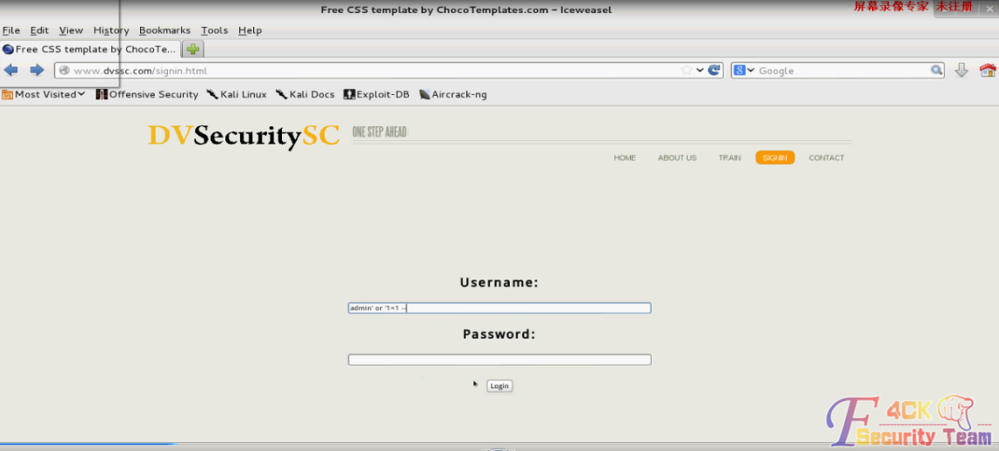 Free CSS template by ChocoTemplates.com - Iceweasel
屏幕录像专家 未注册
File Edit View History Bookmarks Tools Help
Free CSS template by ChocoTe...
www.dvssc.com/signin.html
Google
Most Visited Offensive Security Kali Linux Kali Docs Exploit-DB Aircrack-ng
DVSecuritySC ONE STEP AHEAD
HOME ABOUT US TRAIN SIGNIN CONTACT
Username:
admin' or '1=1 --
Password:
Login
F4CK
Security Team